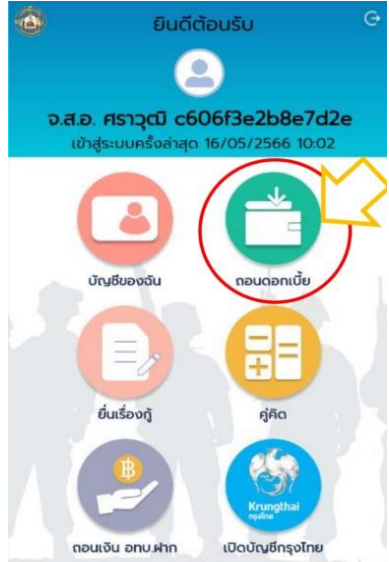 ยินดีต้อนรับ
จ.ส.อ. ศราวุฒิ c606f3e2b8e7d2e
เข้าสู่ระบบครั้งล่าสุด 16/05/2566 10:02
บัญชีของฉัน
ถอนดอกเบี้ย
ยื่นเรื่องกู้
คู่คิด
Krungthai
กรุงไทย
ถอนเงิน อทบ.ฝาก
เปิดบัญชีกรุงไทย